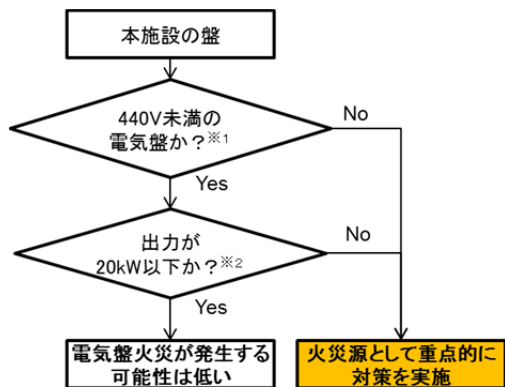 本施設の盤
440V未満の
電気盤か？※1
No
Yes
出力が
20kW以下か？※2
No
Yes
電気盤火災が発生する
可能性は低い
火災源として重点的に
対策を実施